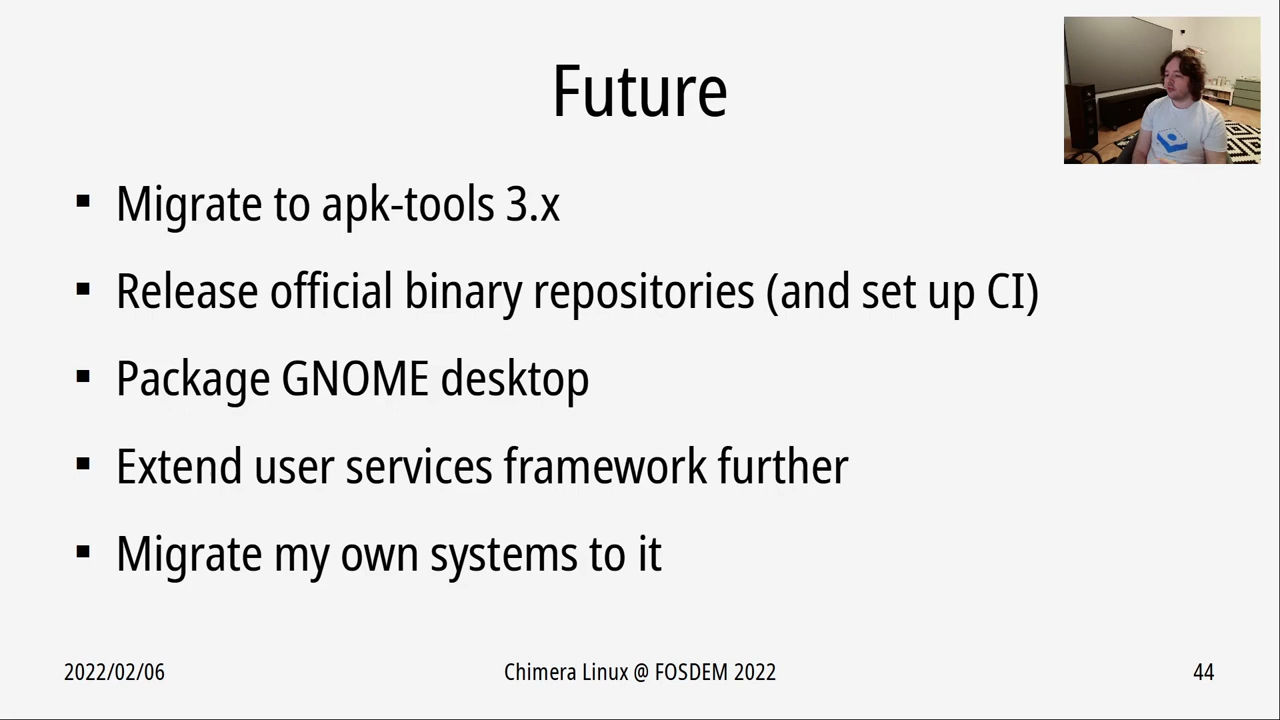 Future
▪ Migrate to apk-tools 3.x
▪ Release official binary repositories (and set up CI)
▪ Package GNOME desktop
▪ Extend user services framework further
▪ Migrate my own systems to it
2022/02/06
Chimera Linux @ FOSDEM 2022
44